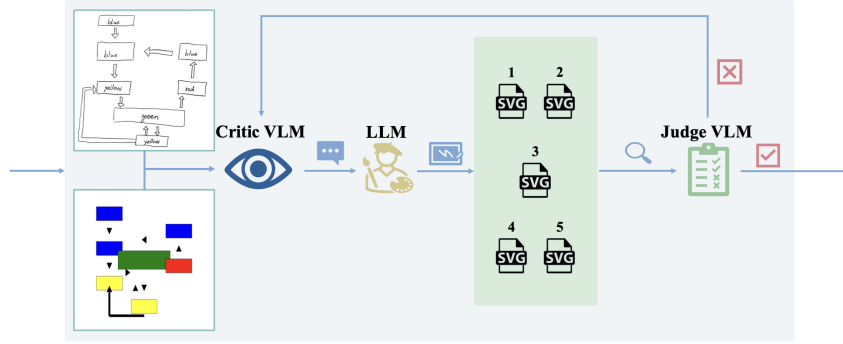 blue
blue
blue
yellow
red
green
yellow
Critic VLM
LLM
1
2
SVG
SVG
3
SVG
4
5
SVG
SVG
Judge VLM